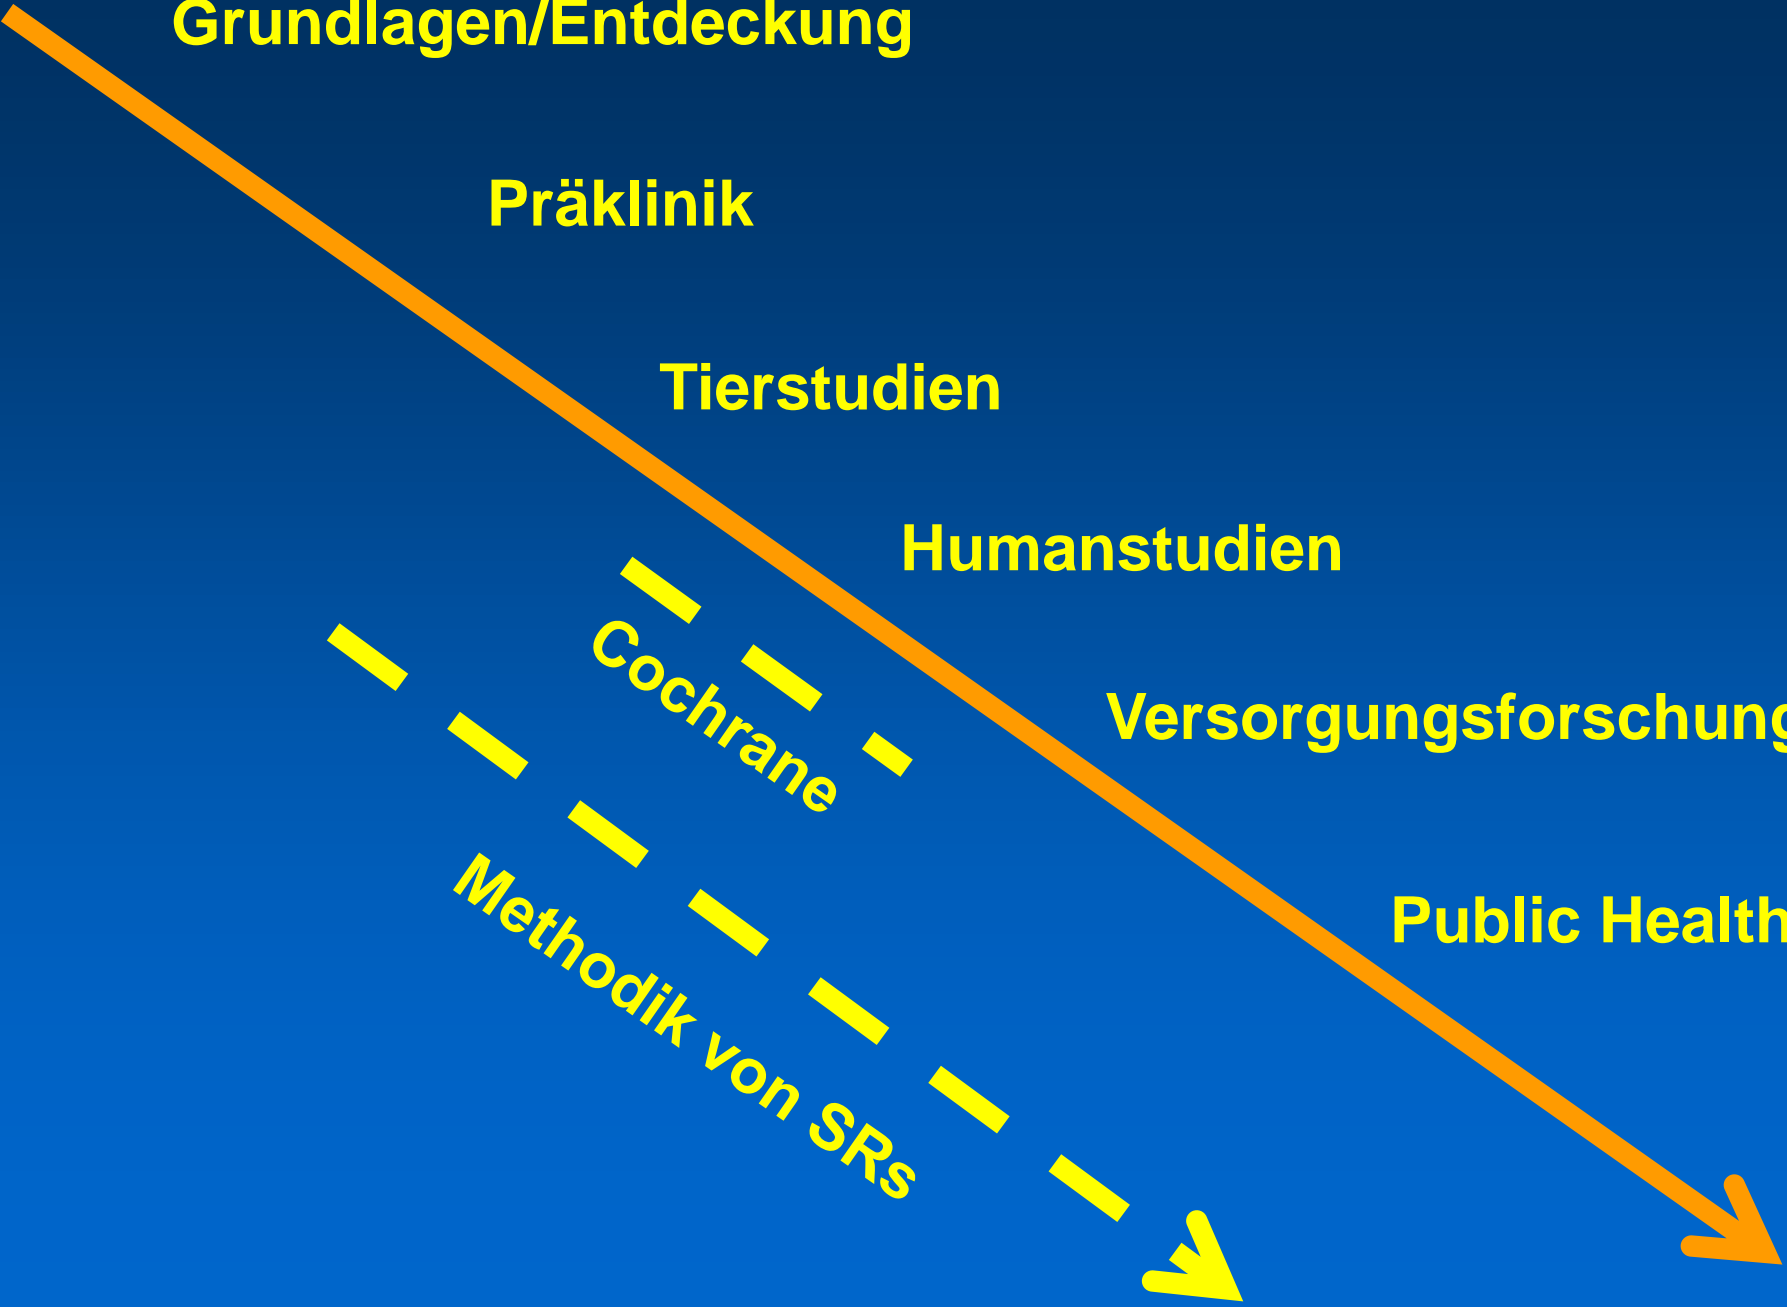 Grundlagen/Entdeckung
Präklinik
Tierstudien
Humanstudien
Cochrane
Versorgungsforschung
Methodik von SRs
Public Health